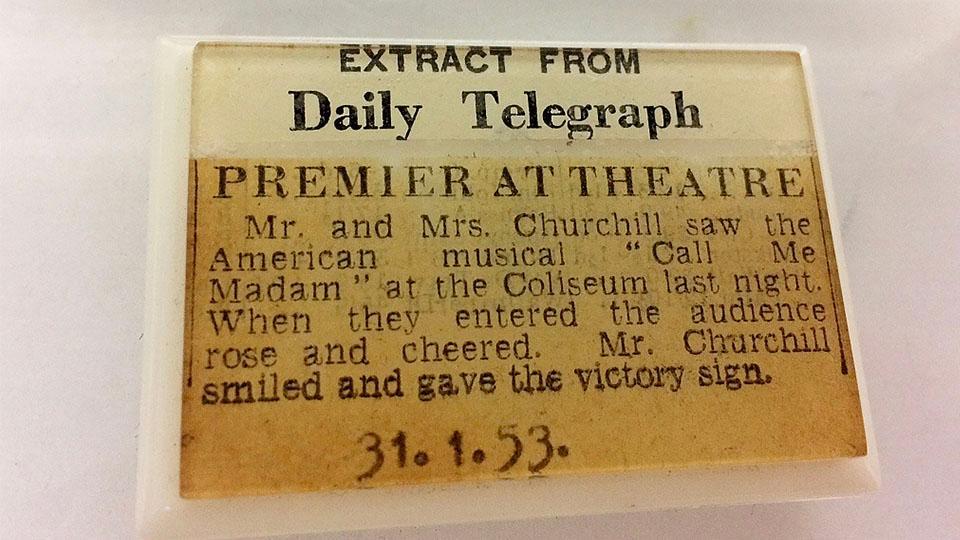 EXTRACT FROM
Daily Telegraph
PREMIER AT THEATRE
Mr. and Mrs. Churchill saw the
American musical "Call Me
Madam" at the Coliseum last night.
When they entered the audience
rose and cheered. Mr. Churchill
smiled and gave the victory sign.
31.1.53.